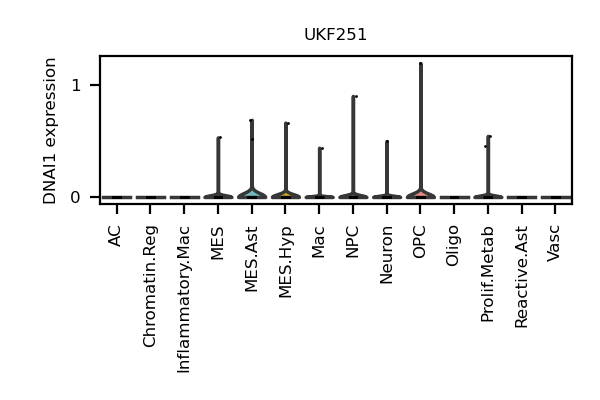 UKF251
DNAI1 expression
1
0
AC
Chromatin.Reg
Inflammatory.Mac
MES
MES.Ast
MES.Hyp
Mac
NPC
Neuron
OPC
Oligo
Prolif.Metab
Reactive.Ast
Vasc